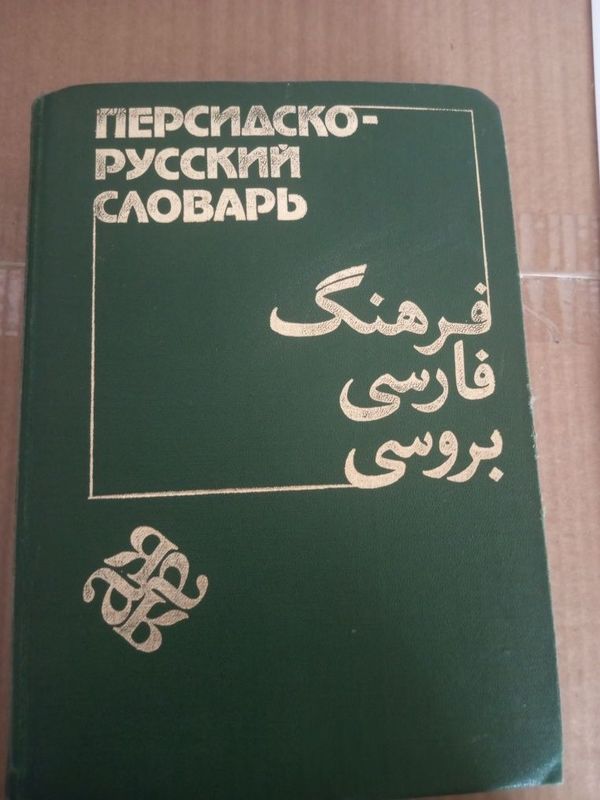 ПЕРСИДСКО-
РУССКИЙ
СЛОВАРЬ
فرهنگ
فارسی
بروسی